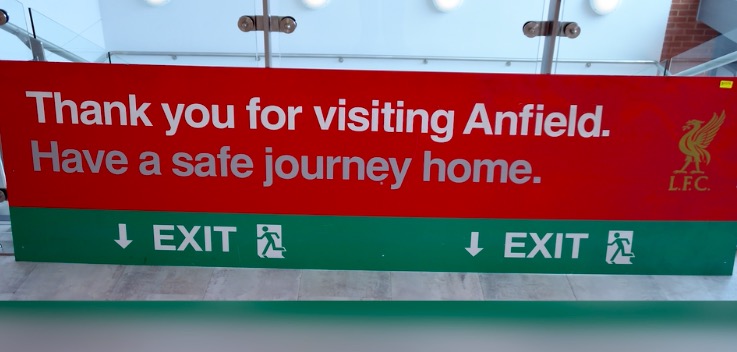 Thank you for visiting Anfield.
Have a safe journey home.
L.F.C.
↓ EXIT
↓ EXIT